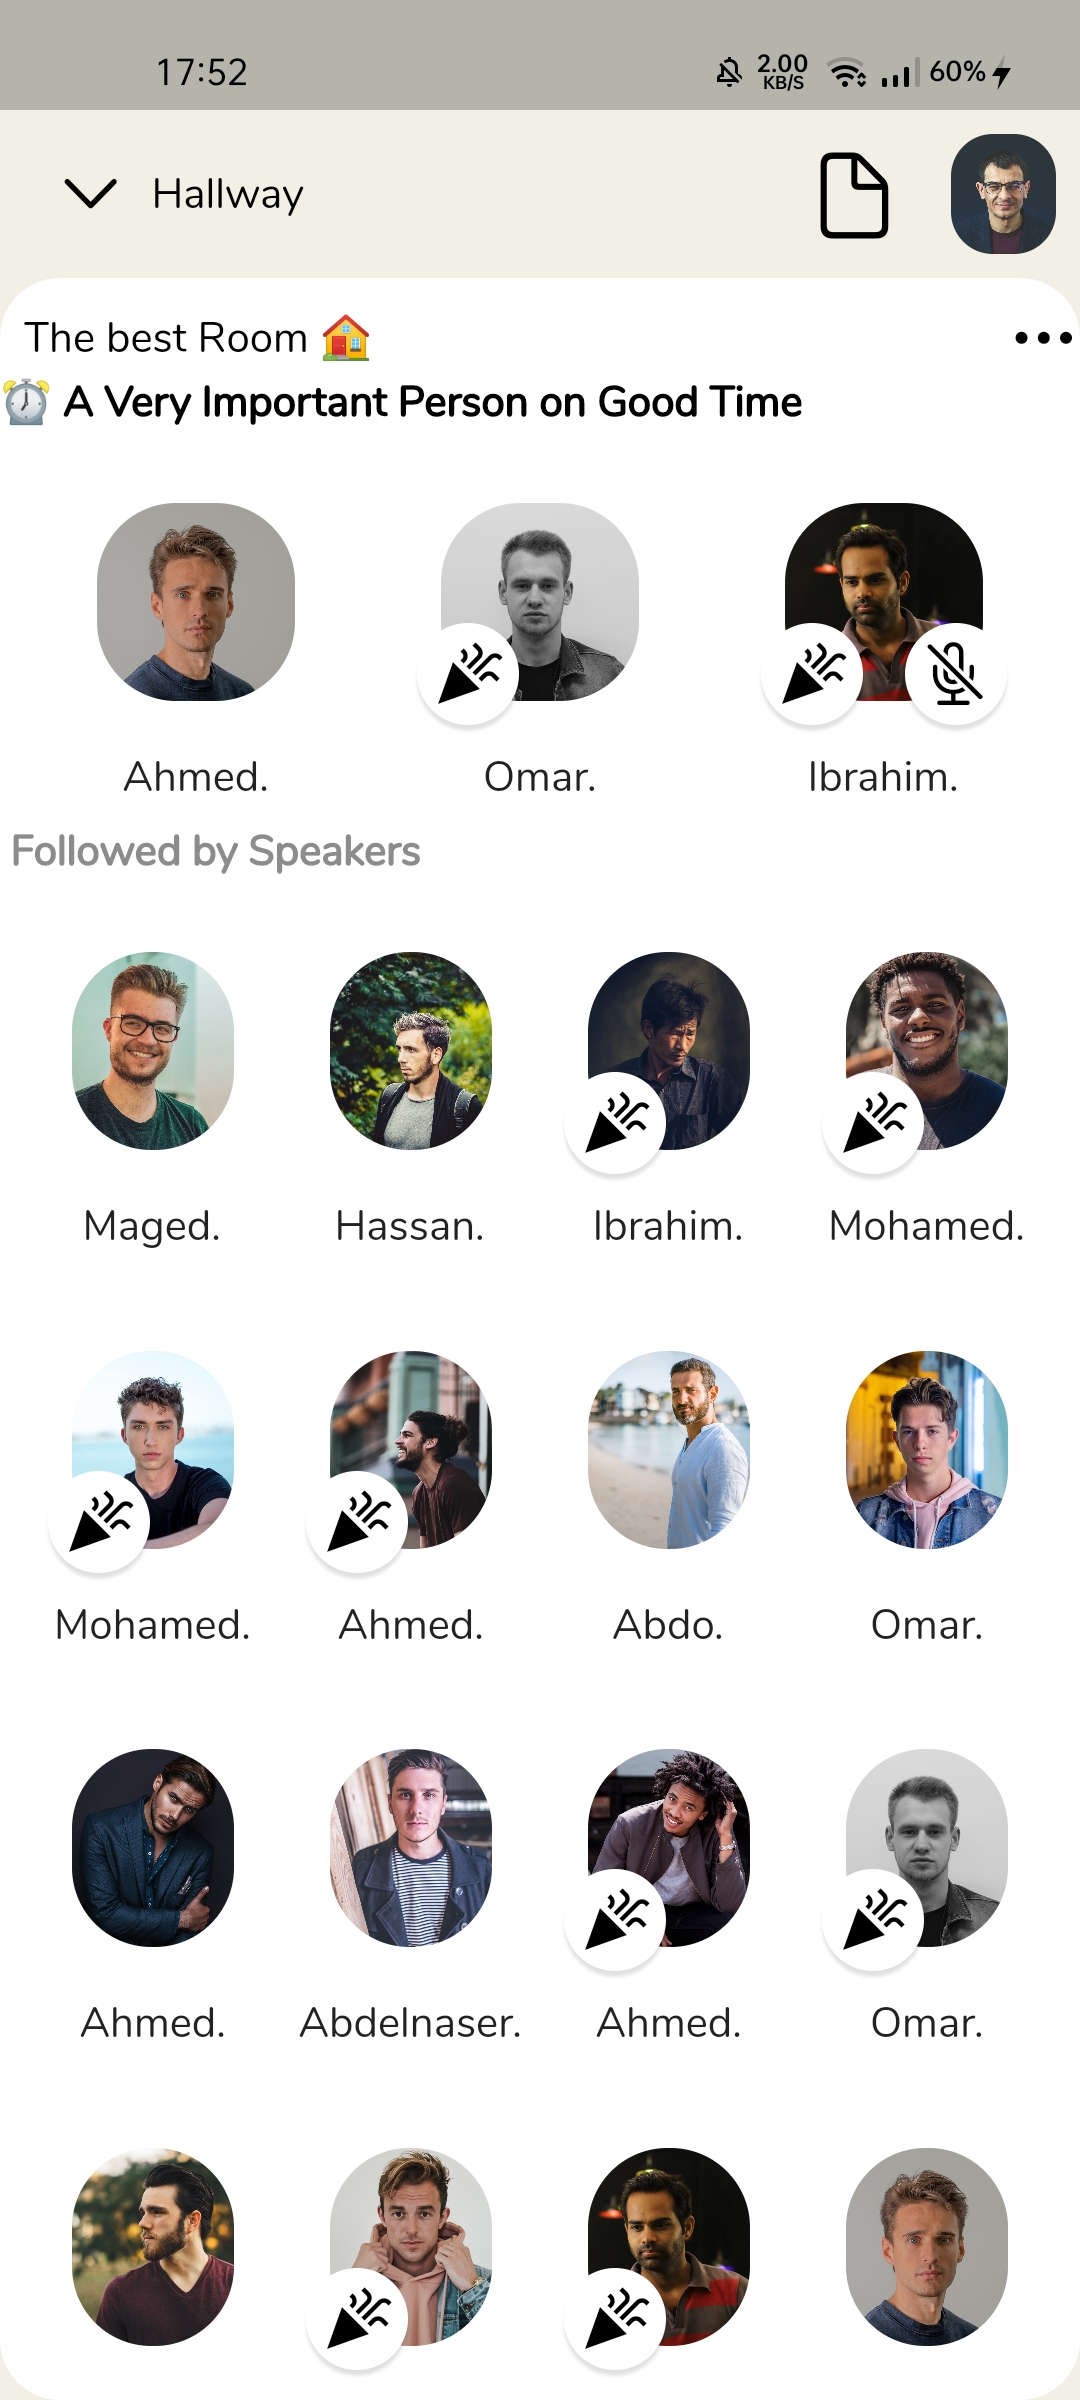 17:52
2.00
KB/S
60%
Hallway
The best Room 🏠
⏰ A Very Important Person on Good Time
Ahmed. Omar. Ibrahim.
Followed by Speakers
Maged. Hassan. Ibrahim. Mohamed.
Mohamed. Ahmed. Abdo. Omar.
Ahmed. Abdelnaser. Ahmed. Omar.